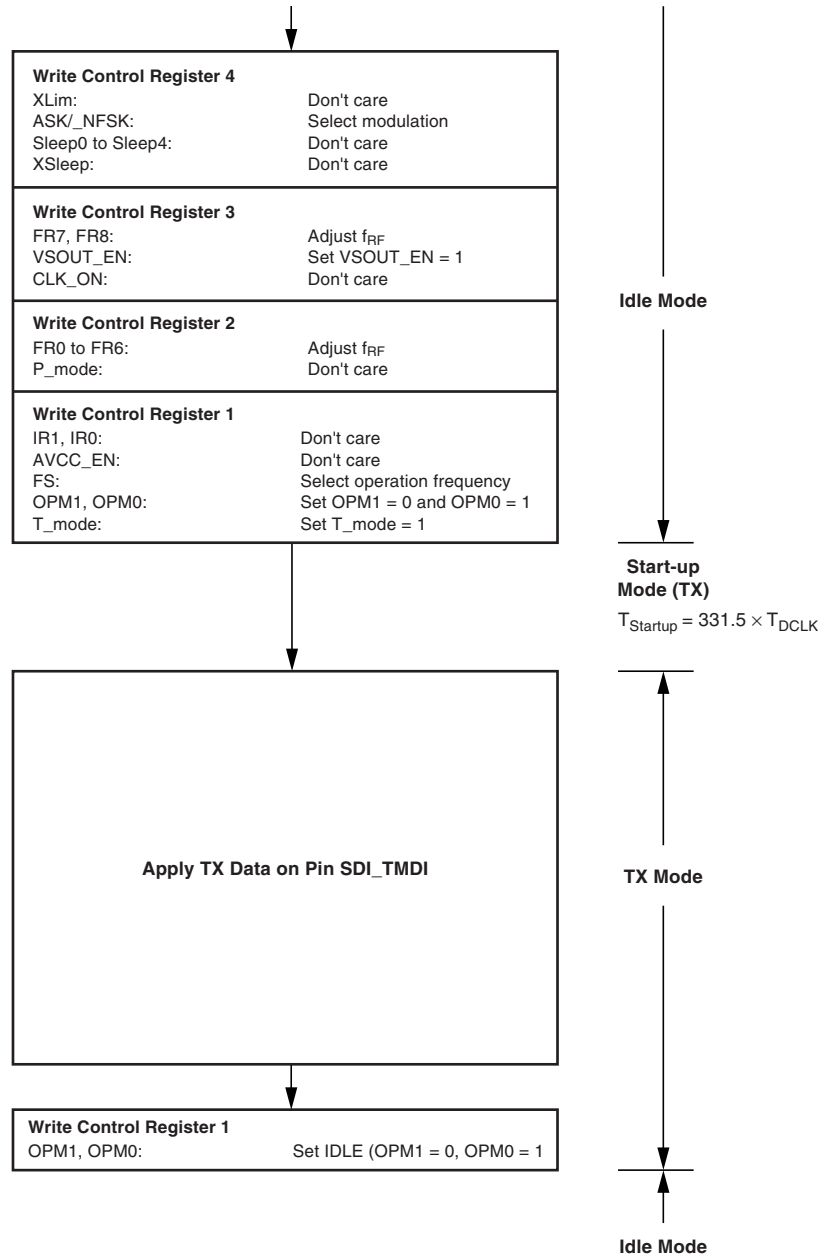 Write Control Register 4
XLim: Don't care
ASK/_NFSK: Select modulation
Sleep0 to Sleep4: Don't care
XSleep: Don't care
Write Control Register 3
FR7, FR8: Adjust fRF
VSOUT_EN: Set VSOUT_EN = 1
CLK_ON: Don't care
Idle Mode
Write Control Register 2
FR0 to FR6: Adjust fRF
P_mode: Don't care
Write Control Register 1
IR1, IR0: Don't care
AVCC_EN: Don't care
FS: Select operation frequency
OPM1, OPM0: Set OPM1 = 0 and OPM0 = 1
T_mode: Set T_mode = 1
Start-up
Mode (TX)
TStartup = 331.5 × TDCLK
Apply TX Data on Pin SDI_TMDI
TX Mode
Write Control Register 1
OPM1, OPM0: Set IDLE (OPM1 = 0, OPM0 = 1
Idle Mode